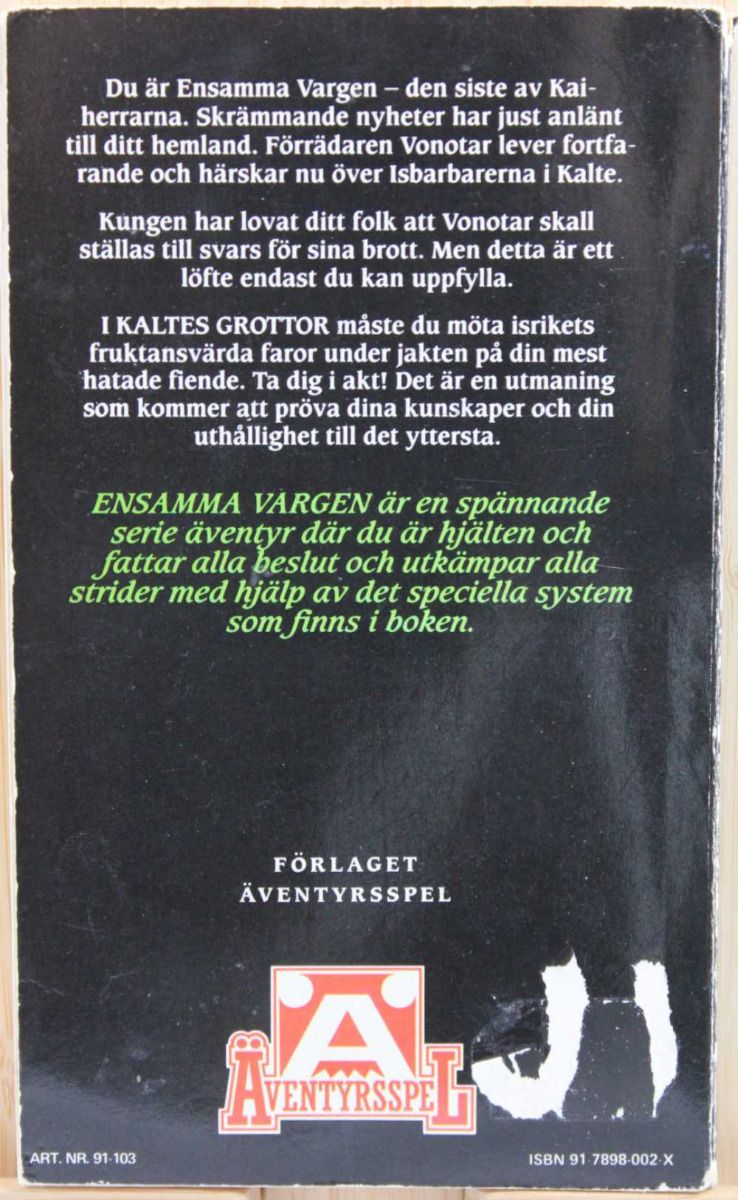 Du är Ensamma Vargen – den siste av Kai-
herrarna. Skrämmande nyheter har just anlänt
till ditt hemland. Förrädaren Vonotar lever fortfa-
rande och härskar nu över Isbarbarerna i Kalte.
Kungen har lovat ditt folk att Vonotar skall
ställas till svars för sina brott. Men detta är ett
löfte endast du kan uppfylla.
I KALTES GROTTOR måste du möta isrikets
fruktansvärda faror under jakten på din mest
hatade fiende. Ta dig i akt! Det är en utmaning
som kommer att pröva dina kunskaper och din
uthållighet till det yttersta.
ENSAMMA VARGEN är en spännande
serie äventyr där du är hjälten och
fattar alla beslut och utkämpar alla
strider med hjälp av det speciella system
som finns i boken.
FÖRLAGET
ÄVENTYRSSPEL
Ä
ÄVENTYRSSPEL
ART. NR. 91-103
ISBN 91-7898-002-X